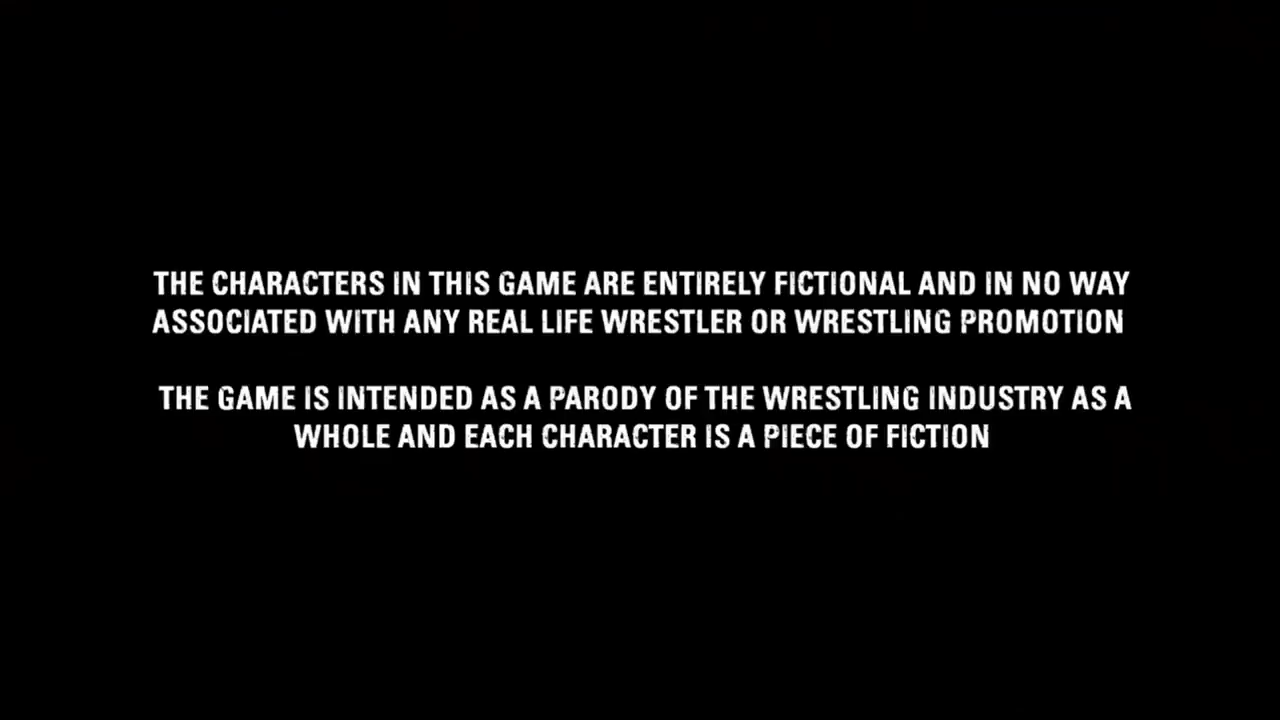 THE CHARACTERS IN THIS GAME ARE ENTIRELY FICTIONAL AND IN NO WAY
ASSOCIATED WITH ANY REAL LIFE WRESTLER OR WRESTLING PROMOTION
THE GAME IS INTENDED AS A PARODY OF THE WRESTLING INDUSTRY AS A
WHOLE AND EACH CHARACTER IS A PIECE OF FICTION